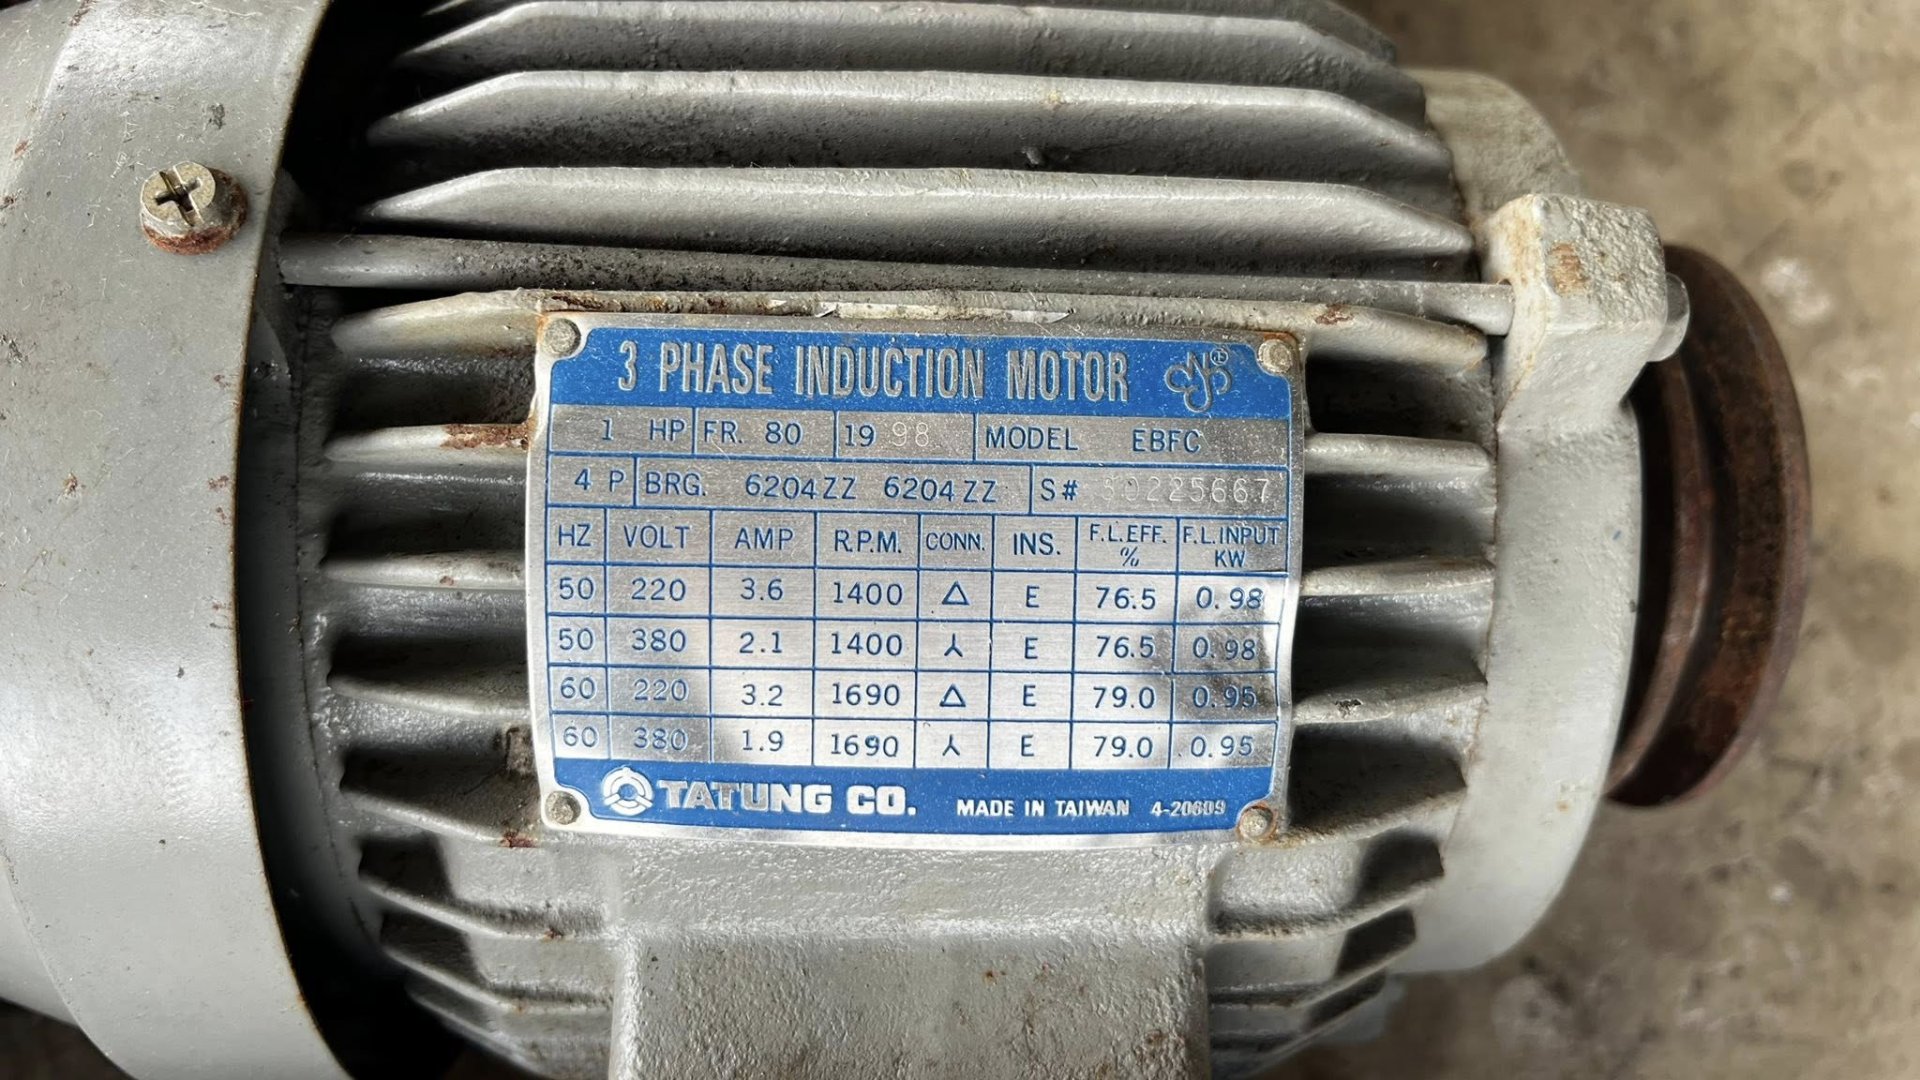 3 PHASE INDUCTION MOTOR ®
1 HP FR. 80 19 98 MODEL EBFC
4 P BRG. 6204ZZ 6204ZZ S#
HZ VOLT AMP R.P.M. CONN. INS. F.L.EFF. % F.L.INPUT KW
50 220 3.6 1400 △ E 76.5 0.98
50 380 2.1 1400 ⅄ E 76.5 0.98
60 220 3.2 1690 △ E 79.0 0.95
60 380 1.9 1690 ⅄ E 79.0 0.95
TATUNG CO. MADE IN TAIWAN 4-20609